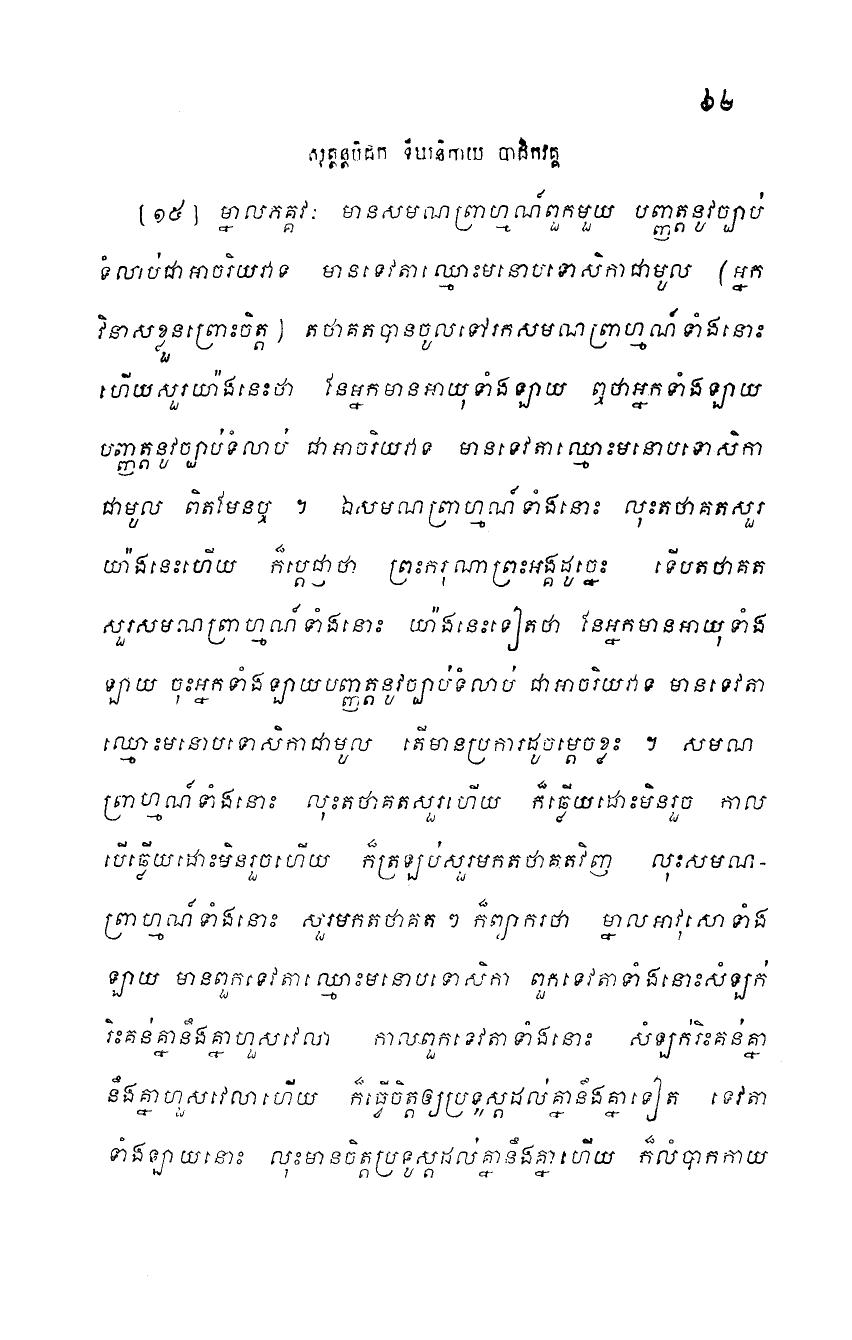 ៦២
សុត្តន្តបិដក ទីឃនិកាយ បាដិកវគ្គ
[១៥] ម្នាលភគ្គវៈ មានសមណព្រាហ្មណ៍ពួកមួយ បញ្ញត្តនូវច្បាប់
ទំលាប់ជាអាចរិយវាទ មានទេវតាឈ្មោះមនោបទោសិកាជាមូល (អ្នក
វិនាសខ្លួនព្រោះចិត្ត) តថាគតបានចូលទៅរកសមណព្រាហ្មណ៍ទាំងនោះ
ហើយសួរយ៉ាងនេះថា នែអ្នកមានអាយុទាំងឡាយ ឮថាអ្នកទាំងឡាយ
បញ្ញត្តនូវច្បាប់ទំលាប់ ជាអាចរិយវាទ មានទេវតាឈ្មោះមនោបទោសិកា
ជាមូល ពិតមែនឬ ។ ឯសមណព្រាហ្មណ៍ទាំងនោះ លុះតថាគតសួរ
យ៉ាងនេះហើយ ក៏ប្តេជ្ញាថា ព្រះករុណាព្រះអង្គដូច្នេះ ទើបតថាគត
សួរសមណព្រាហ្មណ៍ទាំងនោះ យ៉ាងនេះទៀតថា នែអ្នកមានអាយុទាំង
ឡាយ ចុះអ្នកទាំងឡាយបញ្ញត្តនូវច្បាប់ទំលាប់ ជាអាចរិយវាទ មានទេវតា
ឈ្មោះមនោបទោសិកាជាមូល តើមានប្រការដូចម្តេចខ្លះ ។ សមណ
ព្រាហ្មណ៍ទាំងនោះ លុះតថាគតសួរហើយ ក៏ឆ្លើយដោះមិនរួច កាល
បើឆ្លើយដោះមិនរួចហើយ ក៏ត្រឡប់សួរមកតថាគតវិញ លុះសមណ-
ព្រាហ្មណ៍ទាំងនោះ សួរមកតថាគត ៗ ក៏ព្យាករថា ម្នាលអាវុសោទាំង
ឡាយ មានពួកទេវតាឈ្មោះមនោបទោសិកា ពួកទេវតាទាំងនោះសំឡក់
រិះគន់គ្នានឹងគ្នាហួសវេលា កាលពួកទេវតាទាំងនោះ សំឡក់រិះគន់គ្នា
នឹងគ្នាហួសវេលាហើយ ក៏ធ្វើចិត្តឲ្យប្រទូស្តដល់គ្នានឹងគ្នាទៀត ទេវតា
ទាំងឡាយនោះ លុះមានចិត្តប្រទូស្តដល់គ្នានឹងគ្នាហើយ ក៏លំបាកកាយ